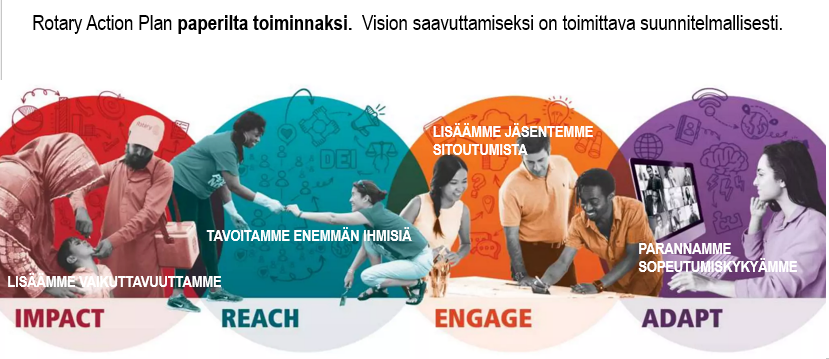 Rotary Action Plan paperilta toiminnaksi. Vision saavuttamiseksi on toimittava suunnitelmallisesti.
LISÄÄMME JÄSENTEMME
SITOUTUMISTA
DEI
TAVOITAMME ENEMMÄN IHMISIÄ
PARANNAMME
SOPEUTUMISKYKYÄMME
LISÄÄMME VAIKUTTAVUUTTAMME
IMPACT
REACH
ENGAGE
ADAPT